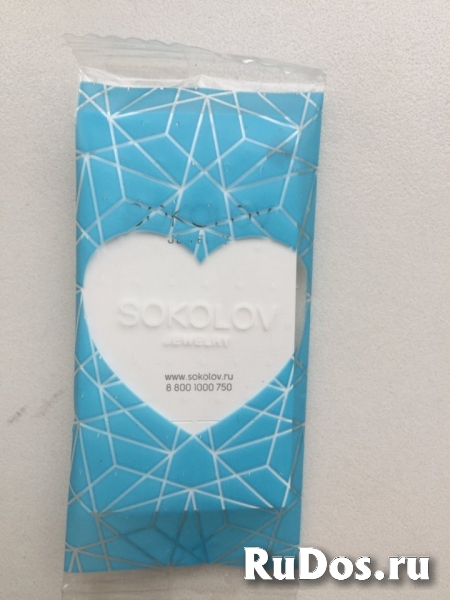 SOKOLOV
JEWELRY
www.sokolov.ru
8 800 1000 750
RuDos.ru